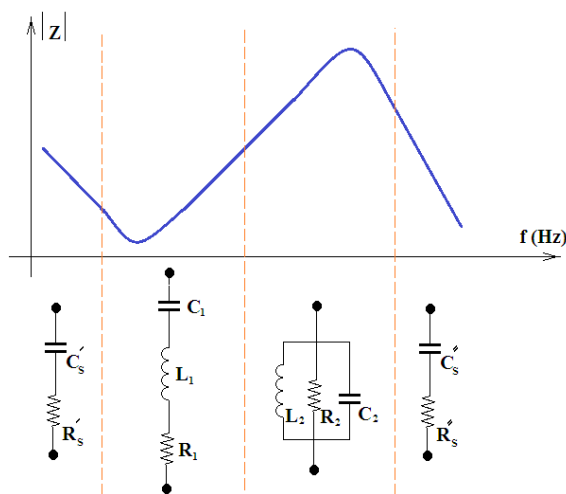 |Z|
f (Hz)
C₁
C'ₛ
L₁
L₂
R₂
C₂
C"ₛ
R'ₛ
R₁
R"ₛ